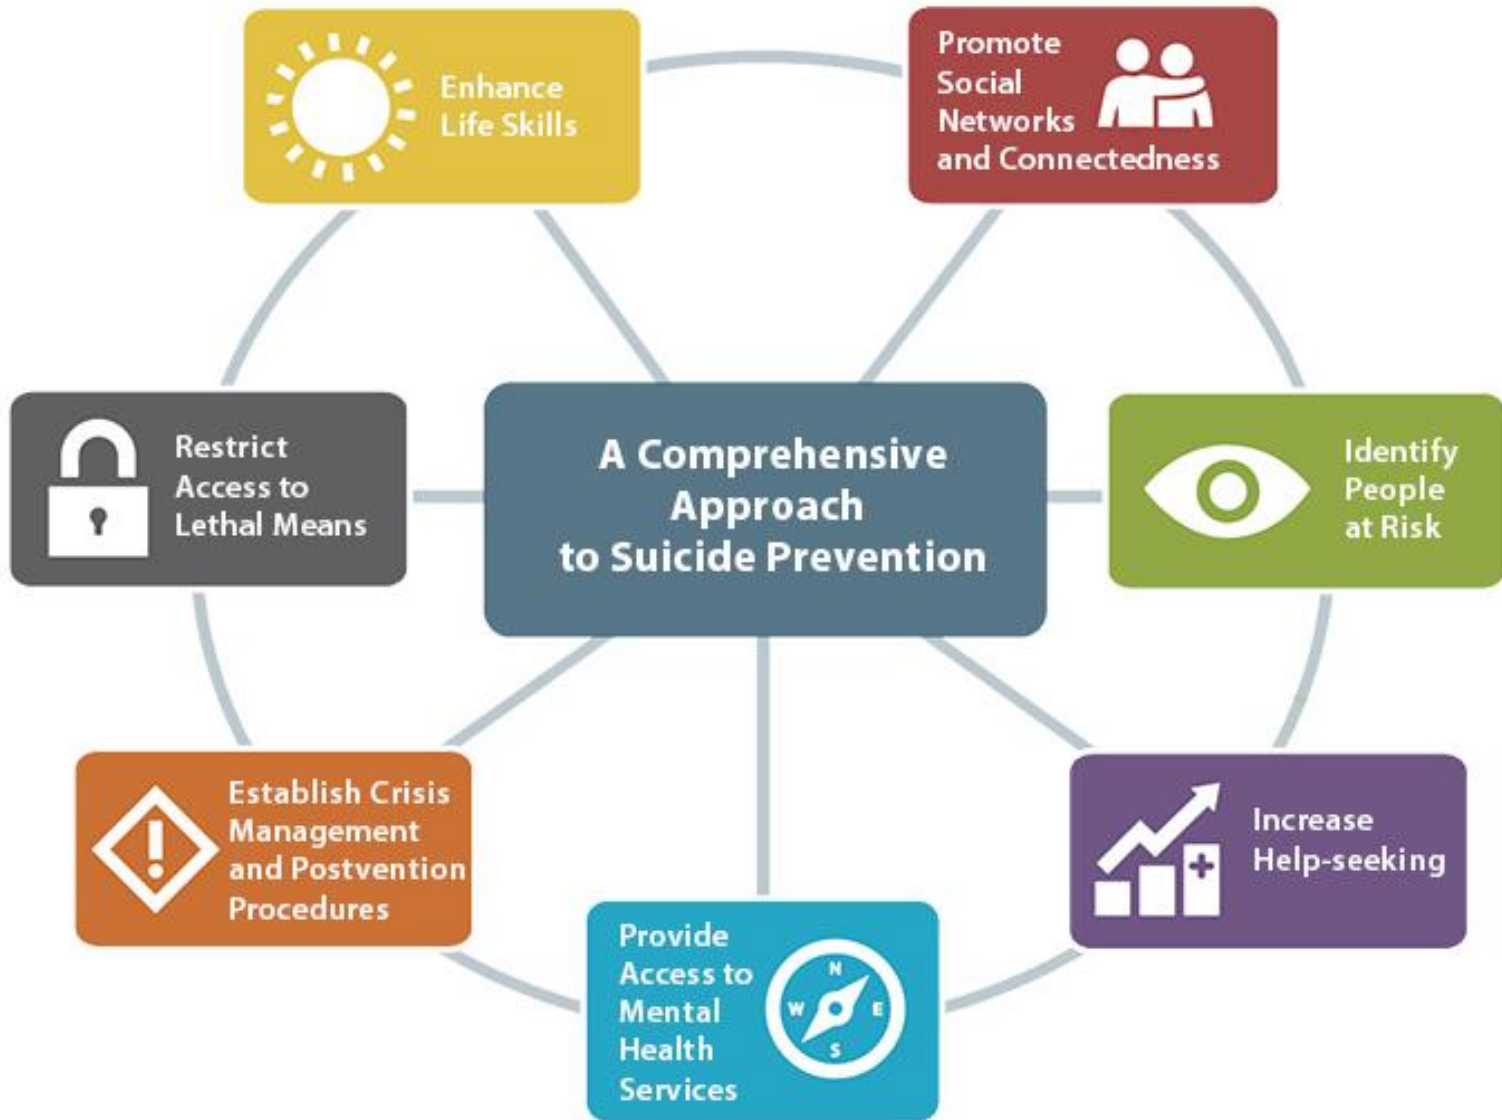 Enhance
Life Skills
Promote
Social
Networks
and Connectedness
Restrict
Access to
Lethal Means
A Comprehensive
Approach
to Suicide Prevention
Identify
People
at Risk
Establish Crisis
Management
and Postvention
Procedures
Increase
Help-seeking
Provide
Access to
Mental
Health
Services
N
W E
S